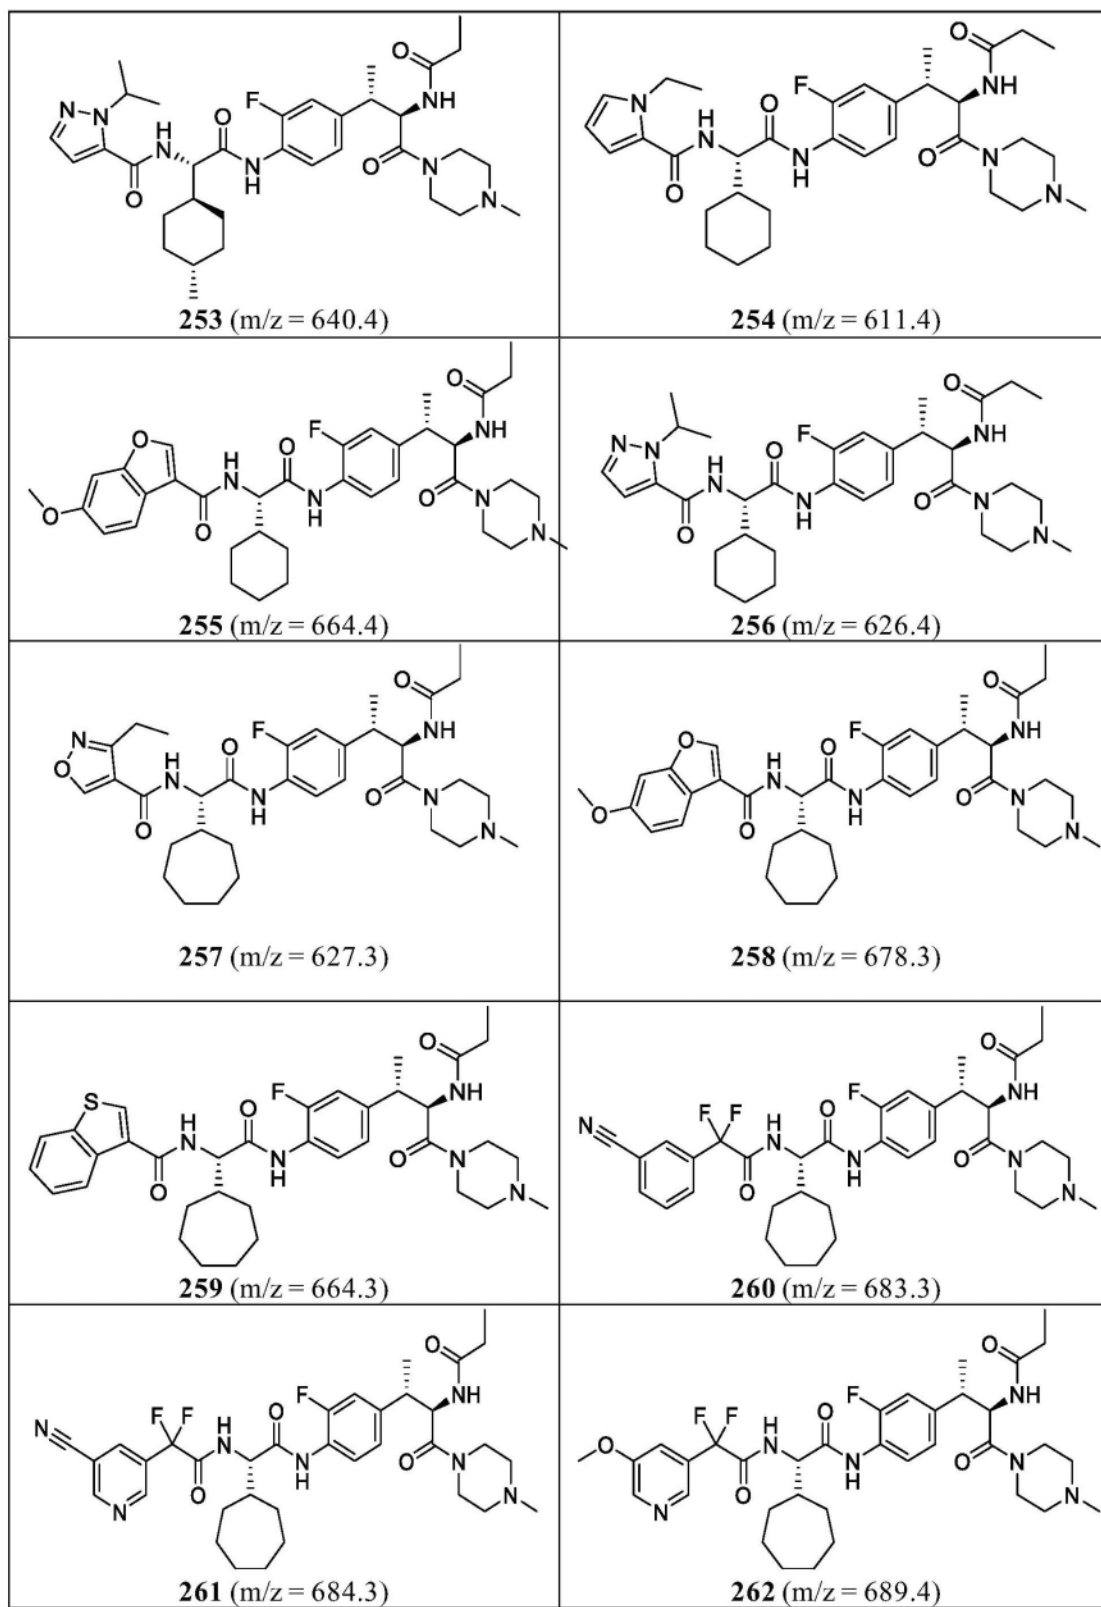 253 (m/z = 640.4)
254 (m/z = 611.4)
255 (m/z = 664.4)
256 (m/z = 626.4)
257 (m/z = 627.3)
258 (m/z = 678.3)
259 (m/z = 664.3)
260 (m/z = 683.3)
261 (m/z = 684.3)
262 (m/z = 689.4)